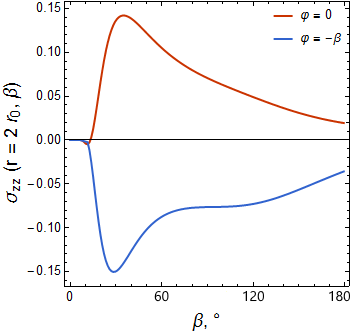 0.15
φ = 0
φ = -β
0.10
0.05
0.00
-0.05
-0.10
-0.15
σzz (r = 2 r0, β)
0 60 120 180
β, °